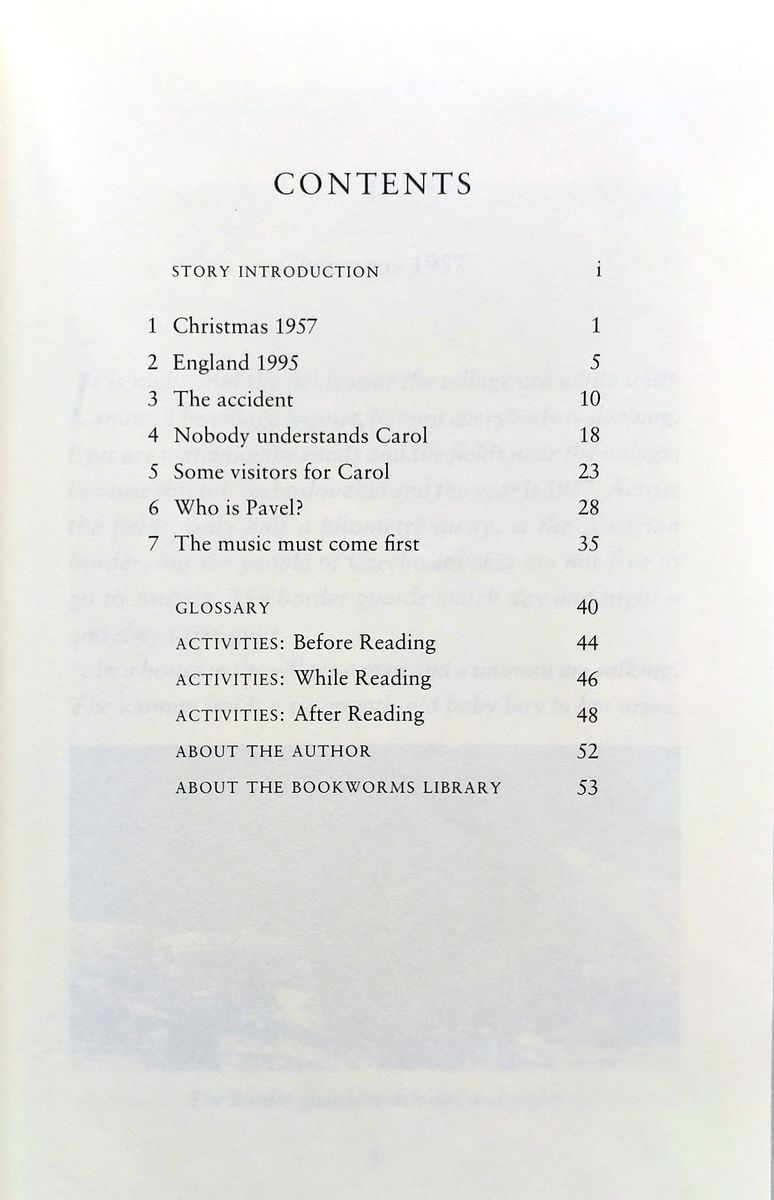 CONTENTS
STORY INTRODUCTION i
1 Christmas 1957 1
2 England 1995 5
3 The accident 10
4 Nobody understands Carol 18
5 Some visitors for Carol 23
6 Who is Pavel? 28
7 The music must come first 35
GLOSSARY 40
ACTIVITIES: Before Reading 44
ACTIVITIES: While Reading 46
ACTIVITIES: After Reading 48
ABOUT THE AUTHOR 52
ABOUT THE BOOKWORMS LIBRARY 53